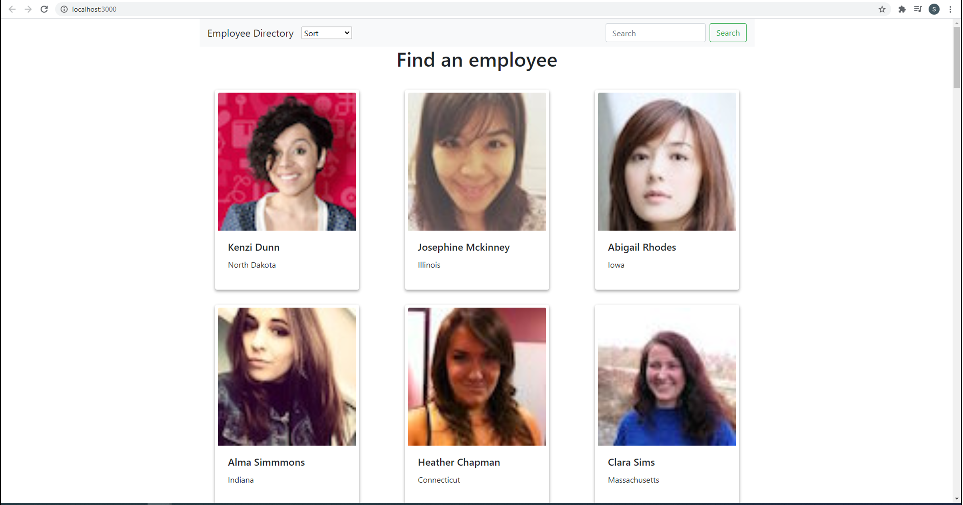 localhost:3000
S
Employee Directory Sort Search Search
Find an employee
Kenzi Dunn
North Dakota
Josephine Mckinney
Illinois
Abigail Rhodes
Iowa
Alma Simmmons
Indiana
Heather Chapman
Connecticut
Clara Sims
Massachusetts